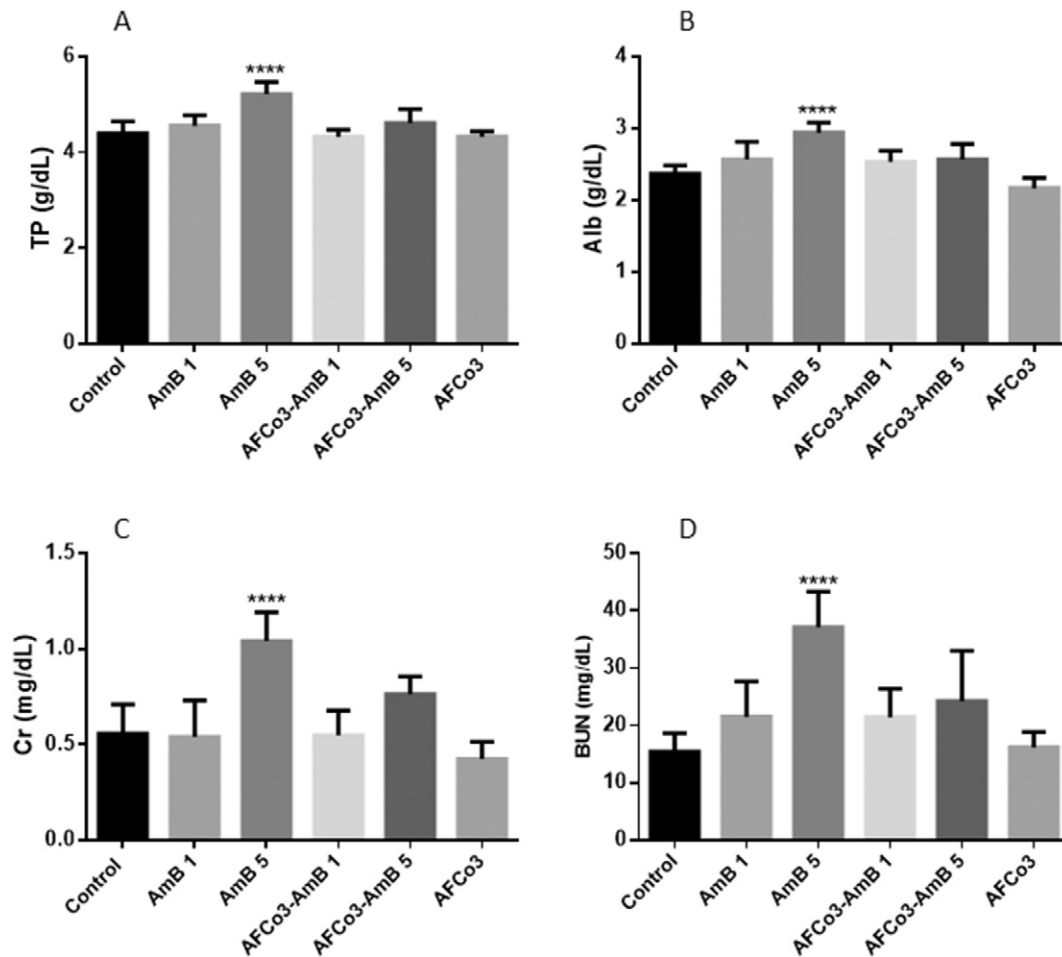 A
TP (g/dL)
6
4
2
0
****
Control
AmB 1
AmB 5
AFCo3-AmB 1
AFCo3-AmB 5
AFCo3
B
Alb (g/dL)
4
3
2
1
0
****
Control
AmB 1
AmB 5
AFCo3-AmB 1
AFCo3-AmB 5
AFCo3
C
Cr (mg/dL)
1.5
1.0
0.5
0.0
****
Control
AmB 1
AmB 5
AFCo3-AmB 1
AFCo3-AmB 5
AFCo3
D
BUN (mg/dL)
50
40
30
20
10
0
****
Control
AmB 1
AmB 5
AFCo3-AmB 1
AFCo3-AmB 5
AFCo3